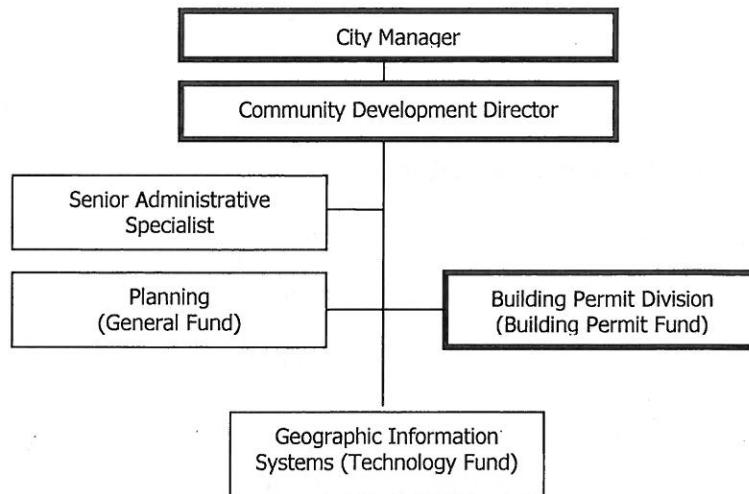 City Manager
Community Development Director
Senior Administrative
Specialist
Planning
(General Fund)
Building Permit Division
(Building Permit Fund)
Geographic Information
Systems (Technology Fund)